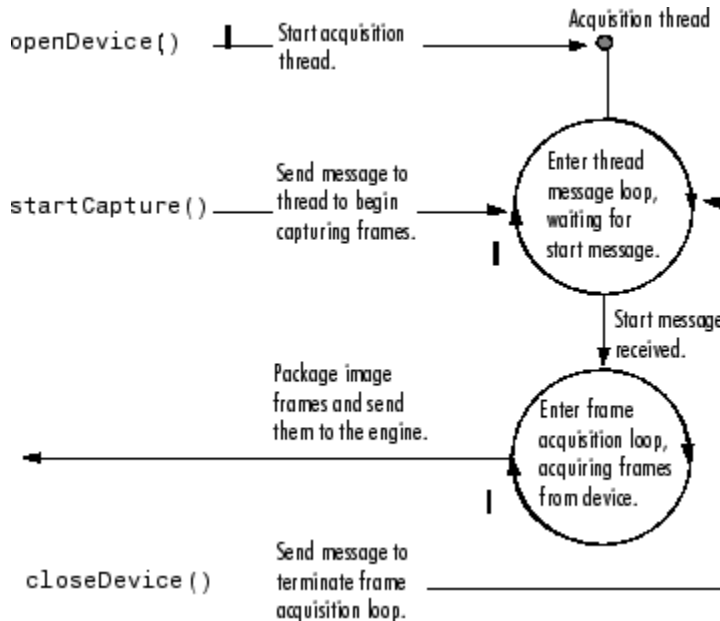 Acquisition thread
openDevice()
Start acquisition
thread.
Enter thread
message loop,
waiting for
start message.
startCapture()
Send message to
thread to begin
capturing frames.
Start message
received.
Package image
frames and send
them to the engine.
Enter frame
acquisition loop,
acquiring frames
from device.
closeDevice()
Send message to
terminate frame
acquisition loop.